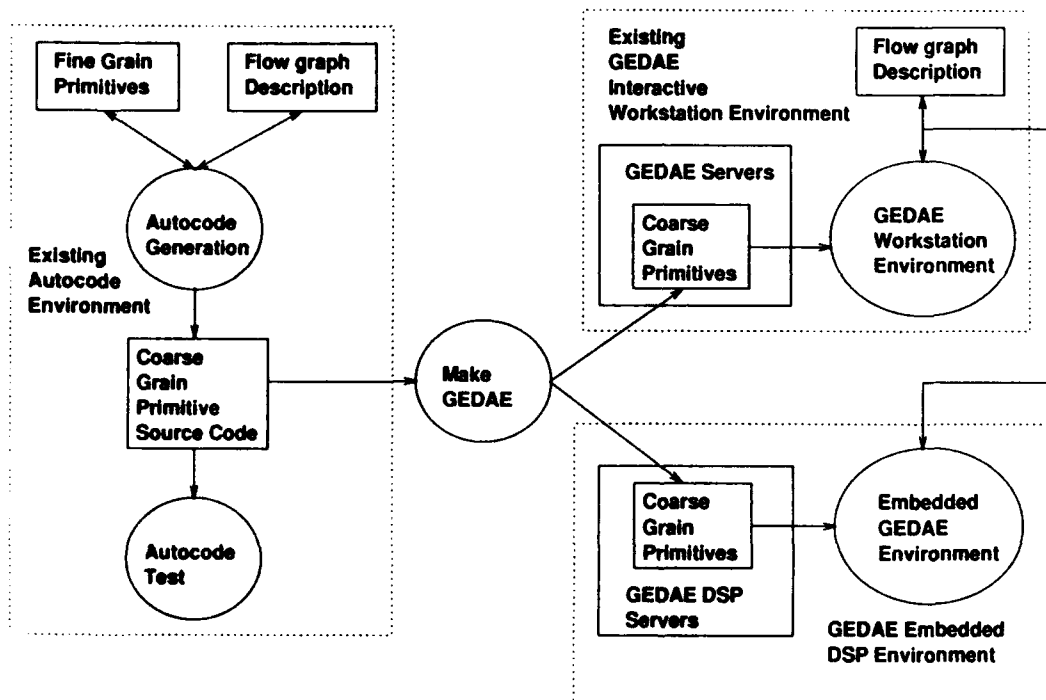 Fine Grain
Primitives
Flow graph
Description
Autocode
Generation
Existing
Autocode
Environment
Coarse
Grain
Primitive
Source Code
Autocode
Test
Make
GEDAE
Existing
GEDAE
Interactive
Workstation Environment
Flow graph
Description
GEDAE Servers
Coarse
Grain
Primitives
GEDAE
Workstation
Environment
Coarse
Grain
Primitives
GEDAE DSP
Servers
Embedded
GEDAE
Environment
GEDAE Embedded
DSP Environment